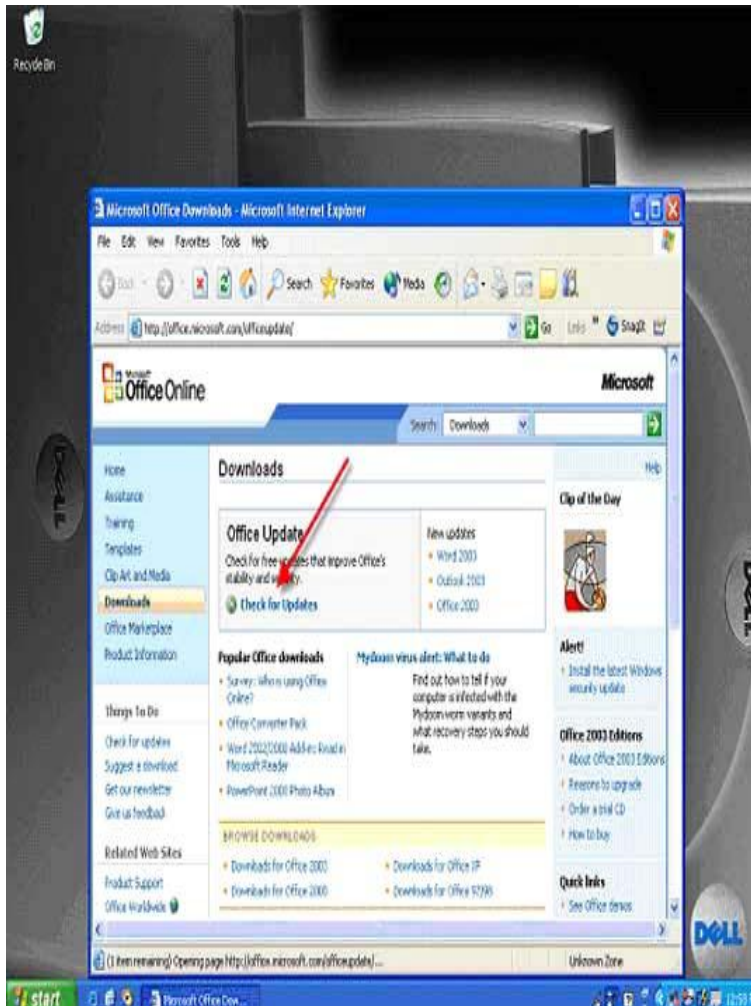 Recycle Bin
Microsoft Office Downloads - Microsoft Internet Explorer
File Edit View Favorites Tools Help
Back Search Favorites Media
Address http://office.microsoft.com/officeupdate/ Go Links » SnagIt
Microsoft
Office Online
Microsoft
Search: Downloads
Home
Assistance
Training
Templates
Clip Art and Media
Downloads
Office Marketplace
Product Information
Things To Do
Check for updates
Suggest a download
Get our newsletter
Give us feedback
Related Web Sites
Product Support
Office Worldwide
Downloads
Office Update
Check for free updates that improve Office's
stability and security.
Check for Updates
New updates
Word 2003
Outlook 2003
Office 2003
Popular Office downloads
Survey: Who is using Office
Online?
Office Converter Pack
Word 2002/2000 Add-in: Read in
Microsoft Reader
PowerPoint 2000 Photo Album
Mydoom virus alert: What to do
Find out how to tell if your
computer is infected with the
Mydoom worm variants and
what recovery steps you should
take.
BROWSE DOWNLOADS
Downloads for Office 2003
Downloads for Office XP
Downloads for Office 2000
Downloads for Office 97/98
Help
Clip of the Day
Alert!
Install the latest Windows
security update
Office 2003 Editions
About Office 2003 Editions
Reasons to upgrade
Order a trial CD
How to buy
Quick links
See Office demos
(1 item remaining) Opening page http://office.microsoft.com/officeupdate/...
Unknown Zone
DELL
DELL
DELL
start
Microsoft Office Dow...